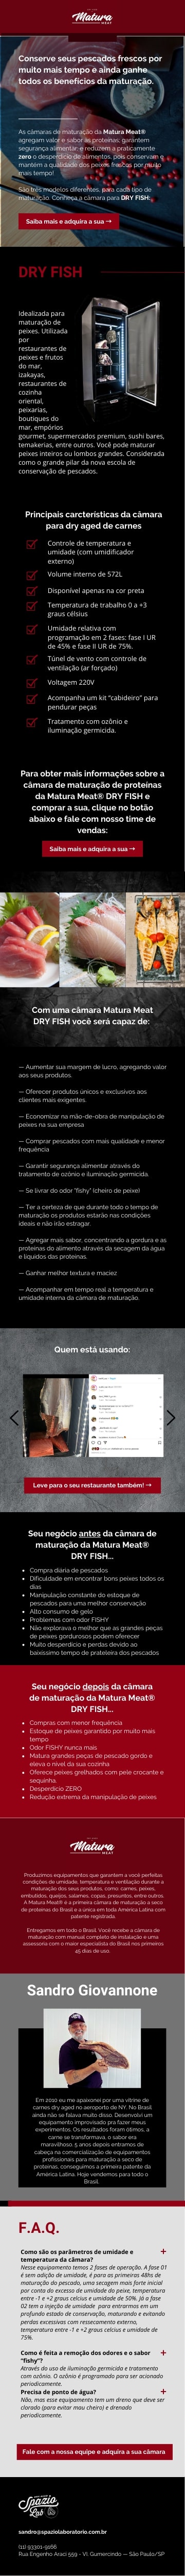 Matura
MEAT
Conserve seus pescados frescos por
muito mais tempo e ainda ganhe
todos os benefícios da maturação.
As câmaras de maturação da Matura Meat®
agregam valor e sabor as proteínas, garantem
segurança alimentar, e reduzem a praticamente
zero o desperdício de alimentos, pois conservam e
mantém a qualidade dos peixes frescos por muito
mais tempo!
São três modelos diferentes, para cada tipo de
maturação. Conheça a câmara para DRY FISH:
Saiba mais e adquira a sua →
DRY FISH
Idealizada para
maturação de
peixes. Utilizada
por
restaurantes de
peixes e frutos
do mar,
izakayas,
restaurantes de
cozinha
oriental,
peixarias,
boutiques do
mar, empórios
gourmet, supermercados premium, sushi bares,
temakerias, entre outros. Você pode maturar
peixes inteiros ou lombos grandes. Considerada
como o grande pilar da nova escola de
conservação de pescados.
Principais carcterísticas da câmara
para dry aged de carnes
Controle de temperatura e
umidade (com umidificador
externo)
Volume interno de 572L
Disponível apenas na cor preta
Temperatura de trabalho 0 a +3
graus célsius
Umidade relativa com
programação em 2 fases: fase I UR
de 45% e fase II UR de 75%.
Túnel de vento com controle de
ventilação (ar forçado)
Voltagem 220V
Acompanha um kit “cabideiro” para
pendurar peças
Tratamento com ozônio e
iluminação germicida.
Para obter mais informações sobre a
câmara de maturação de proteínas
da Matura Meat® DRY FISH e
comprar a sua, clique no botão
abaixo e fale com nosso time de
vendas:
Saiba mais e adquira a sua →
Com uma câmara Matura Meat
DRY FISH você será capaz de:
— Aumentar sua margem de lucro, agregando valor
aos seus produtos.
— Oferecer produtos únicos e exclusivos aos
clientes mais exigentes.
— Economizar na mão-de-obra de manipulação de
peixes na sua empresa
— Comprar pescados com mais qualidade e menor
frequência
— Garantir segurança alimentar através do
tratamento de ozônio e iluminação germicida.
— Se livrar do odor “fishy” (cheiro de peixe)
— Ter a certeza de que durante todo o tempo de
maturação os produtos estarão nas condições
ideais e não irão estragar.
— Agregar mais sabor, concentrando a gordura e as
proteínas do alimento através da secagem da água
e líquidos das proteínas.
— Ganhar melhor textura e maciez
— Acompanhar em tempo real a temperatura e
umidade interna da câmara de maturação.
Quem está usando:
Leve para o seu restaurante também! →
Seu negócio antes da câmara de
maturação da Matura Meat®
DRY FISH...
Compra diária de pescados
Dificuldade em encontrar bons peixes todos os
dias
Manipulação constante do estoque de
pescados para uma melhor conservação
Alto consumo de gelo
Problemas com odor FISHY
Não explorava o melhor que as grandes peças
de peixes gordurosos podem oferecer
Muito desperdício e perdas devido ao
baixíssimo tempo de prateleira dos pescados
Seu negócio depois da câmara
de maturação da Matura Meat®
DRY FISH...
Compras com menor frequência
Estoque de peixes garantido por muito mais
tempo
Odor FISHY nunca mais
Matura grandes peças de pescado gordo e
eleva o nível da sua cozinha
Oferece peixes grelhados com pele crocante e
sequinha.
Desperdício ZERO
Redução extrema da manipulação de peixes
Matura
MEAT
Produzimos equipamentos que garantem a você perfeitas
condições de umidade, temperatura e ventilação durante a
maturação dos seus produtos, como: carnes, peixes,
embutidos, queijos, salames, copas, presuntos, entre outros.
A Matura Meat® é a primeira câmara de maturação a seco
de proteínas do Brasil e a única em toda América Latina com
patente registrada.
Entregamos em todo o Brasil. Você recebe a câmara de
maturação com manual completo de instalação e uma
assessoria com o maior especialista do Brasil nos primeiros
45 dias de uso.
Sandro Giovannone
Em 2010 eu me apaixonei por uma vitrine de
carnes dry aged no aeroporto de NY. No Brasil
ainda não se falava muito disso. Desenvolvi um
equipamento improvisado pra fazer meus
experimentos. Os resultados foram ótimos, a
carne se transformava, o sabor era
maravilhoso. 5 anos depois entramos de
cabeça na comercialização de equipamentos
profissionais para maturação a seco de
proteínas, conseguimos a primeira patente da
América Latina. Hoje vendemos para todo o
Brasil.
F.A.Q.
Como são os parâmetros de umidade e
temperatura da câmara?
Nesse equipamento temos 2 fases de operação. A fase 01
é sem adição de umidade, é para as primeiras 48hs de
maturação do pescado, uma secagem mais forte inicial
por conta do excesso de umidade do peixe, temperatura
entre -1 e +2 graus celcius e umidade de 50%. Já a fase
02 tem a injeção de umidade para entrarmos em um
profundo estado de conservação, maturando e evitando
perdas excessivas com ressecamento externo,
temperatura entre -1 e +2 graus celcius e umidade de
75%.
Como é feita a remoção dos odores e o sabor
“fishy”?
Através do uso de iluminação germicida e tratamento
com ozônio. O ozônio é programado para ser acionado
periodicamente.
Precisa de ponto de água?
Não, mas esse equipamento tem um dreno que deve ser
clorado (para evitar mau cheiro) e drenado
periodicamente.
Fale com a nossa equipe e adquira a sua câmara
Spazio
Lab
sandro@spaziolaboratorio.com.br
(11) 93301-9066
Rua Engenho Araci 559 - Vl. Gumercindo — São Paulo/SP